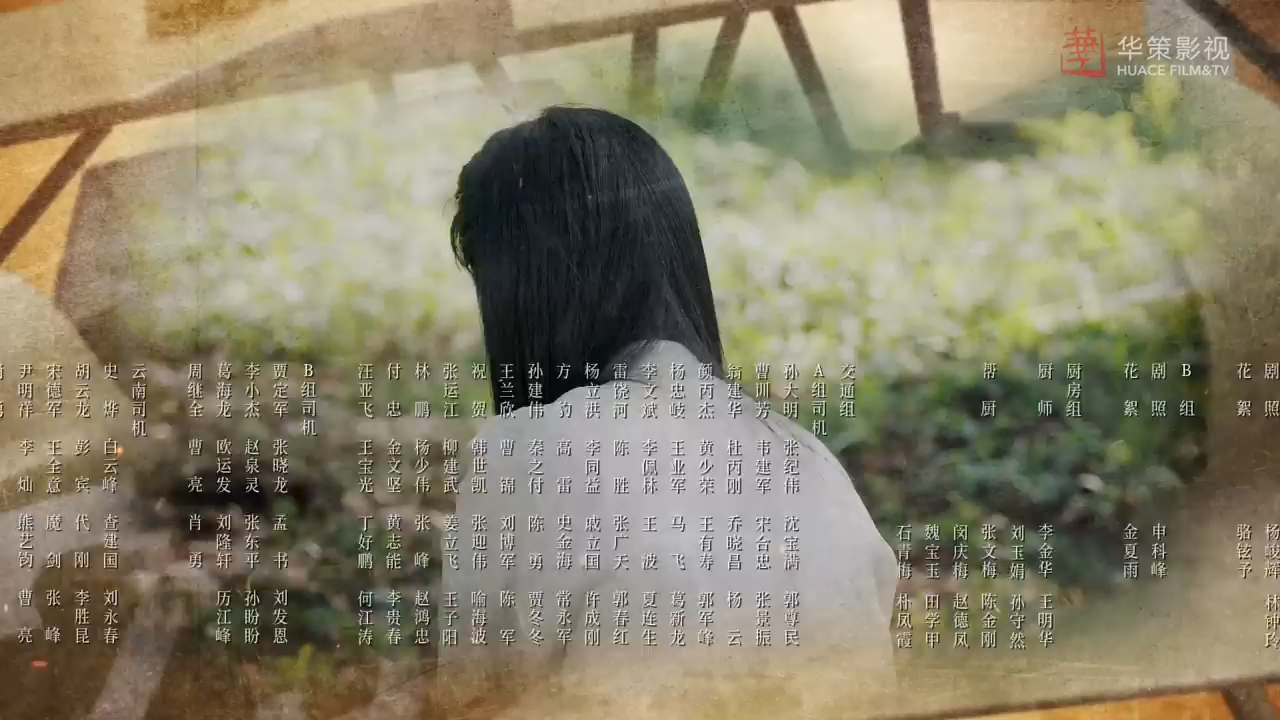 華
华策影视
HUACE FILM&TV
花絮
骆铉予
剧照
B组
剧照 申科峰
花絮 金夏雨
厨房组
厨师 李金华 王明华
刘玉娟 孙守然
张文梅 陈金刚
帮厨 闵庆梅 赵德凤
魏宝玉 田学甲
石青梅 朴凤霞
交通组
A组司机
孙大明 张纪伟 沈宝满 郭尊民
曹训芳 韦建军 宋合忠 张景振
翁建华 杜丙刚 乔晓昌 杨云
颜丙杰 黄少荣 王有寿 郭军峰
杨忠岐 王业军 马飞 葛新龙
李文斌 李佩林 王波 夏连生
雷饶河 陈胜 张广天 郭春红
杨立洪 李同益 戚立国 许成刚
方钧 高雷 史金海 常永军
孙建伟 秦之付 陈勇 贾冬冬
王兰欣 曹锦 刘博军 陈军
祝贺 韩世凯 张迎伟 喻海波
张运江 柳建武 姜立飞 王子阳
林鹏 杨少伟 张峰 赵鸿忠
付忠 金文坚 黄志能 李贵春
汪亚飞 王宝光 丁好鹏 何江涛
B组司机
贾定军 张晓龙 孟书 刘发恩
李小杰 赵泉灵 张东平 孙盼盼
葛海龙 欧运发 刘隆轩 历江峰
周继全 曹亮 肖勇
云南司机
史烨 白云峰 查建国 刘永春
胡云龙 彭宾 代刚 李胜昆
宋德军 王全意 魔剑 张峰
尹明祥 李灿 熊艺钧 曹亮